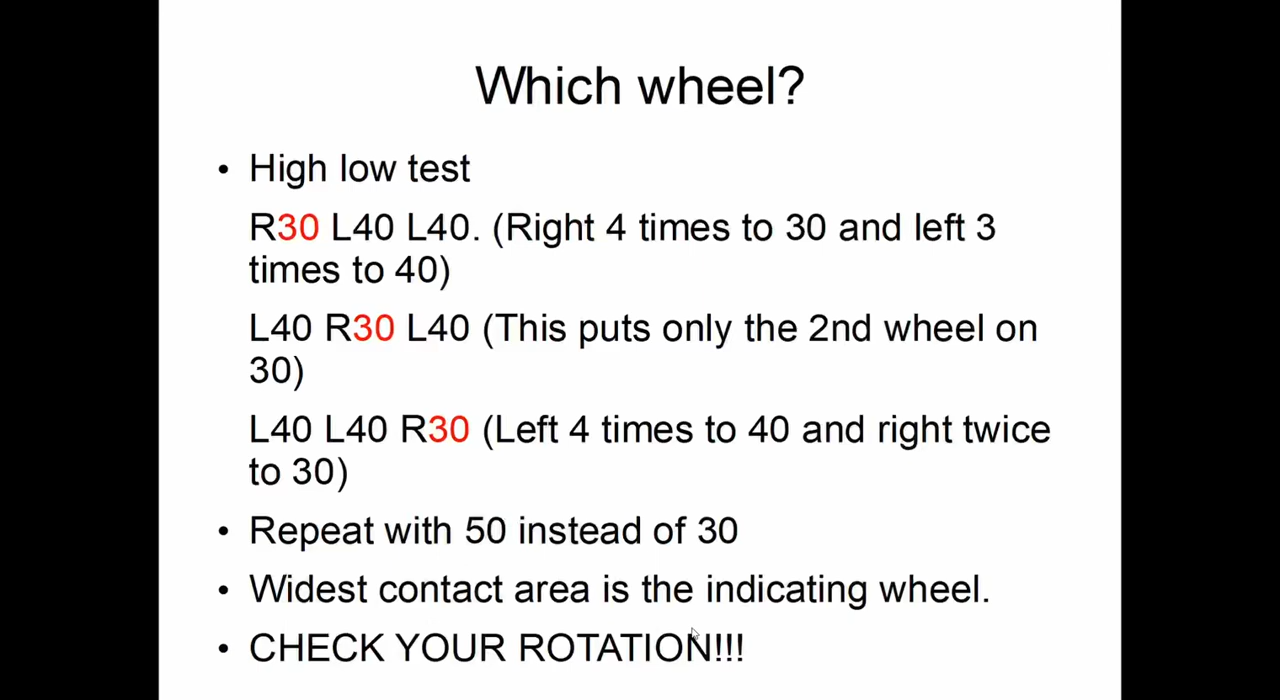 Which wheel?
• High low test
R30 L40 L40. (Right 4 times to 30 and left 3
times to 40)
L40 R30 L40 (This puts only the 2nd wheel on
30)
L40 L40 R30 (Left 4 times to 40 and right twice
to 30)
• Repeat with 50 instead of 30
• Widest contact area is the indicating wheel.
• CHECK YOUR ROTATION!!!